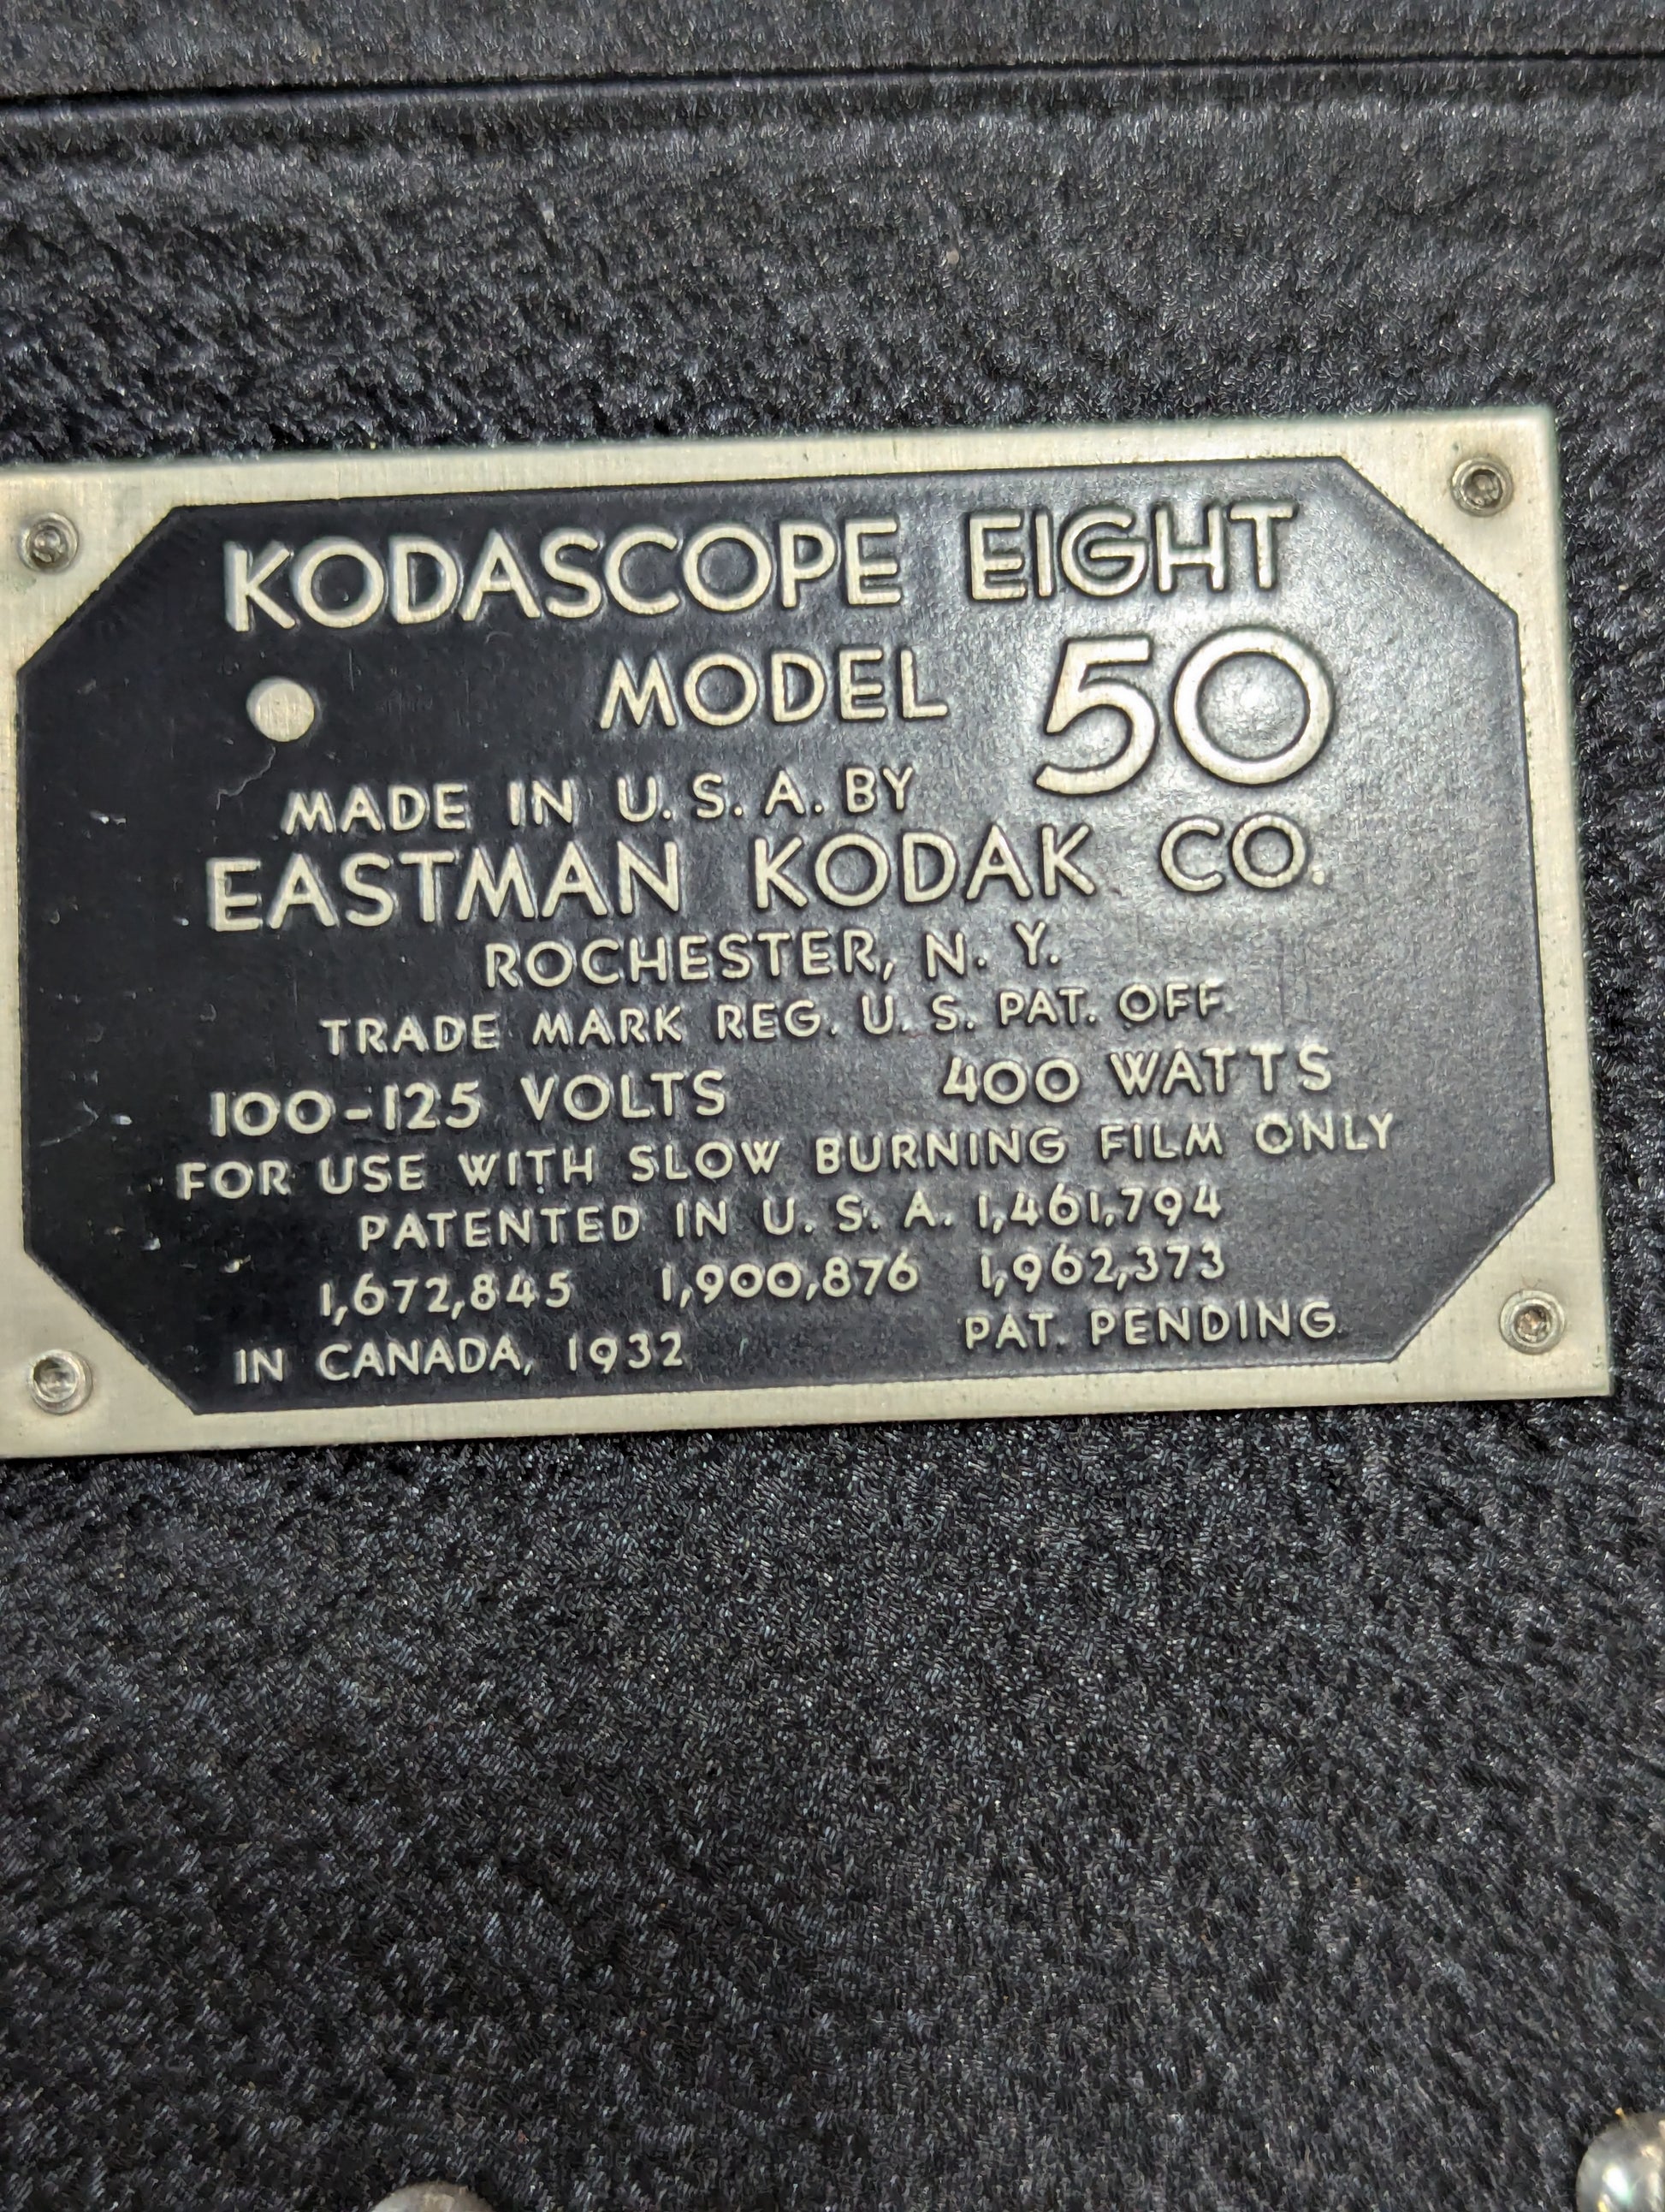 KODASCOPE EIGHT
MODEL 50
MADE IN U. S. A. BY
EASTMAN KODAK CO.
ROCHESTER, N. Y.
TRADE MARK REG. U. S. PAT. OFF.
100-125 VOLTS 400 WATTS
FOR USE WITH SLOW BURNING FILM ONLY
PATENTED IN U. S. A. 1,461,794
1,672,845 1,900,876 1,962,373
IN CANADA, 1932 PAT. PENDING